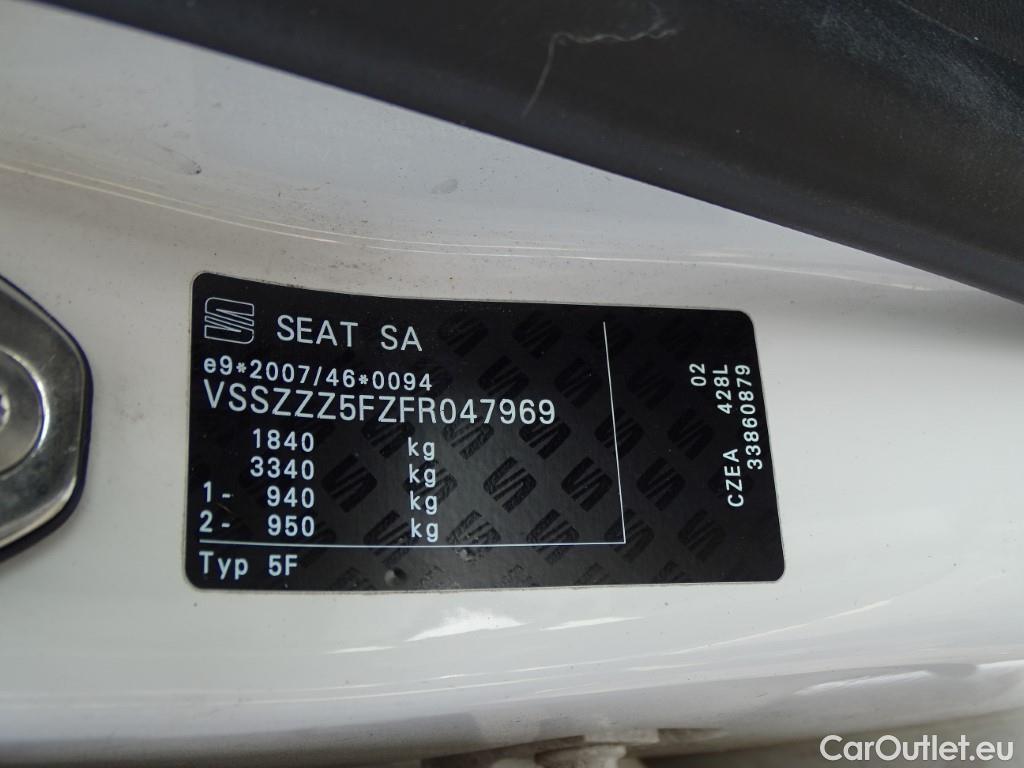 SEAT SA
e9*2007/46*0094
VSSZZZ5FZFR047969
1840 kg
3340 kg
1- 940 kg
2- 950 kg
Typ 5F
02
CZEA 428L
33860879
CarOutlet.eu